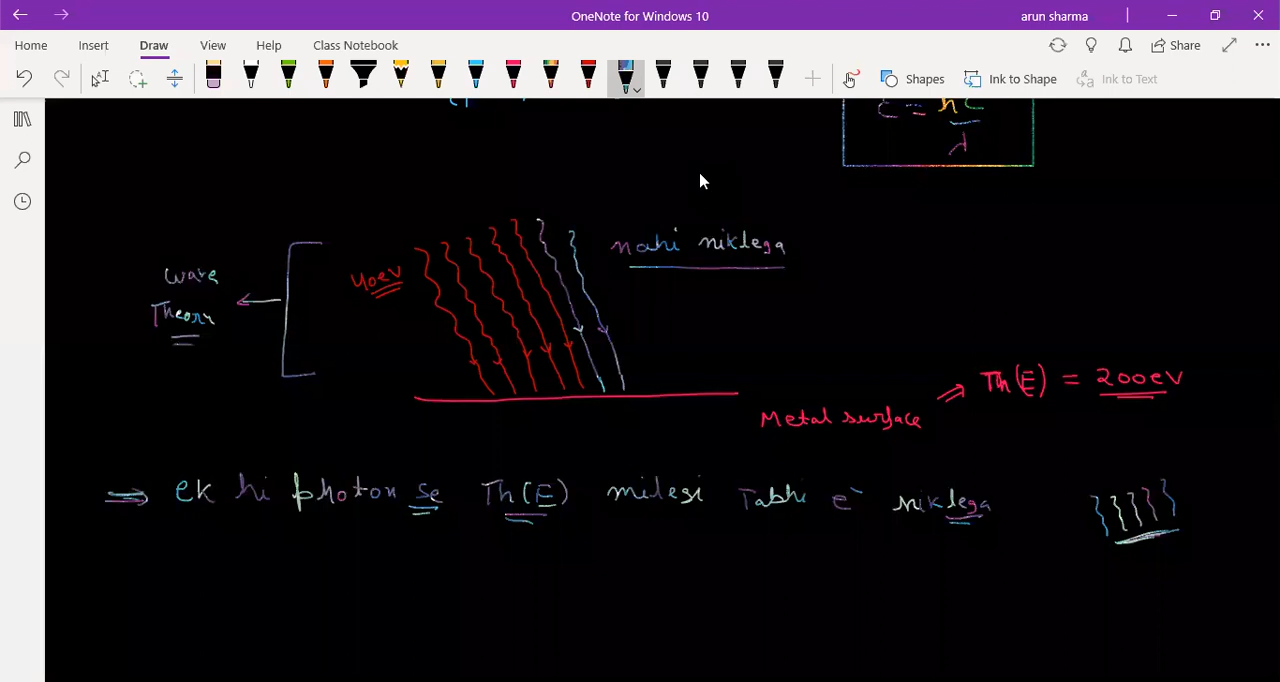 OneNote for Windows 10
arun sharma
Home Insert Draw View Help Class Notebook
Share
Shapes
Ink to Shape
Ink to Text
E = hc
λ
nahi niklega
wave
Theory
40eV
Th(E) = 200eV
Metal surface
⇒ ek hi photon se Th(E) milegi Tabhi e⁻ niklega